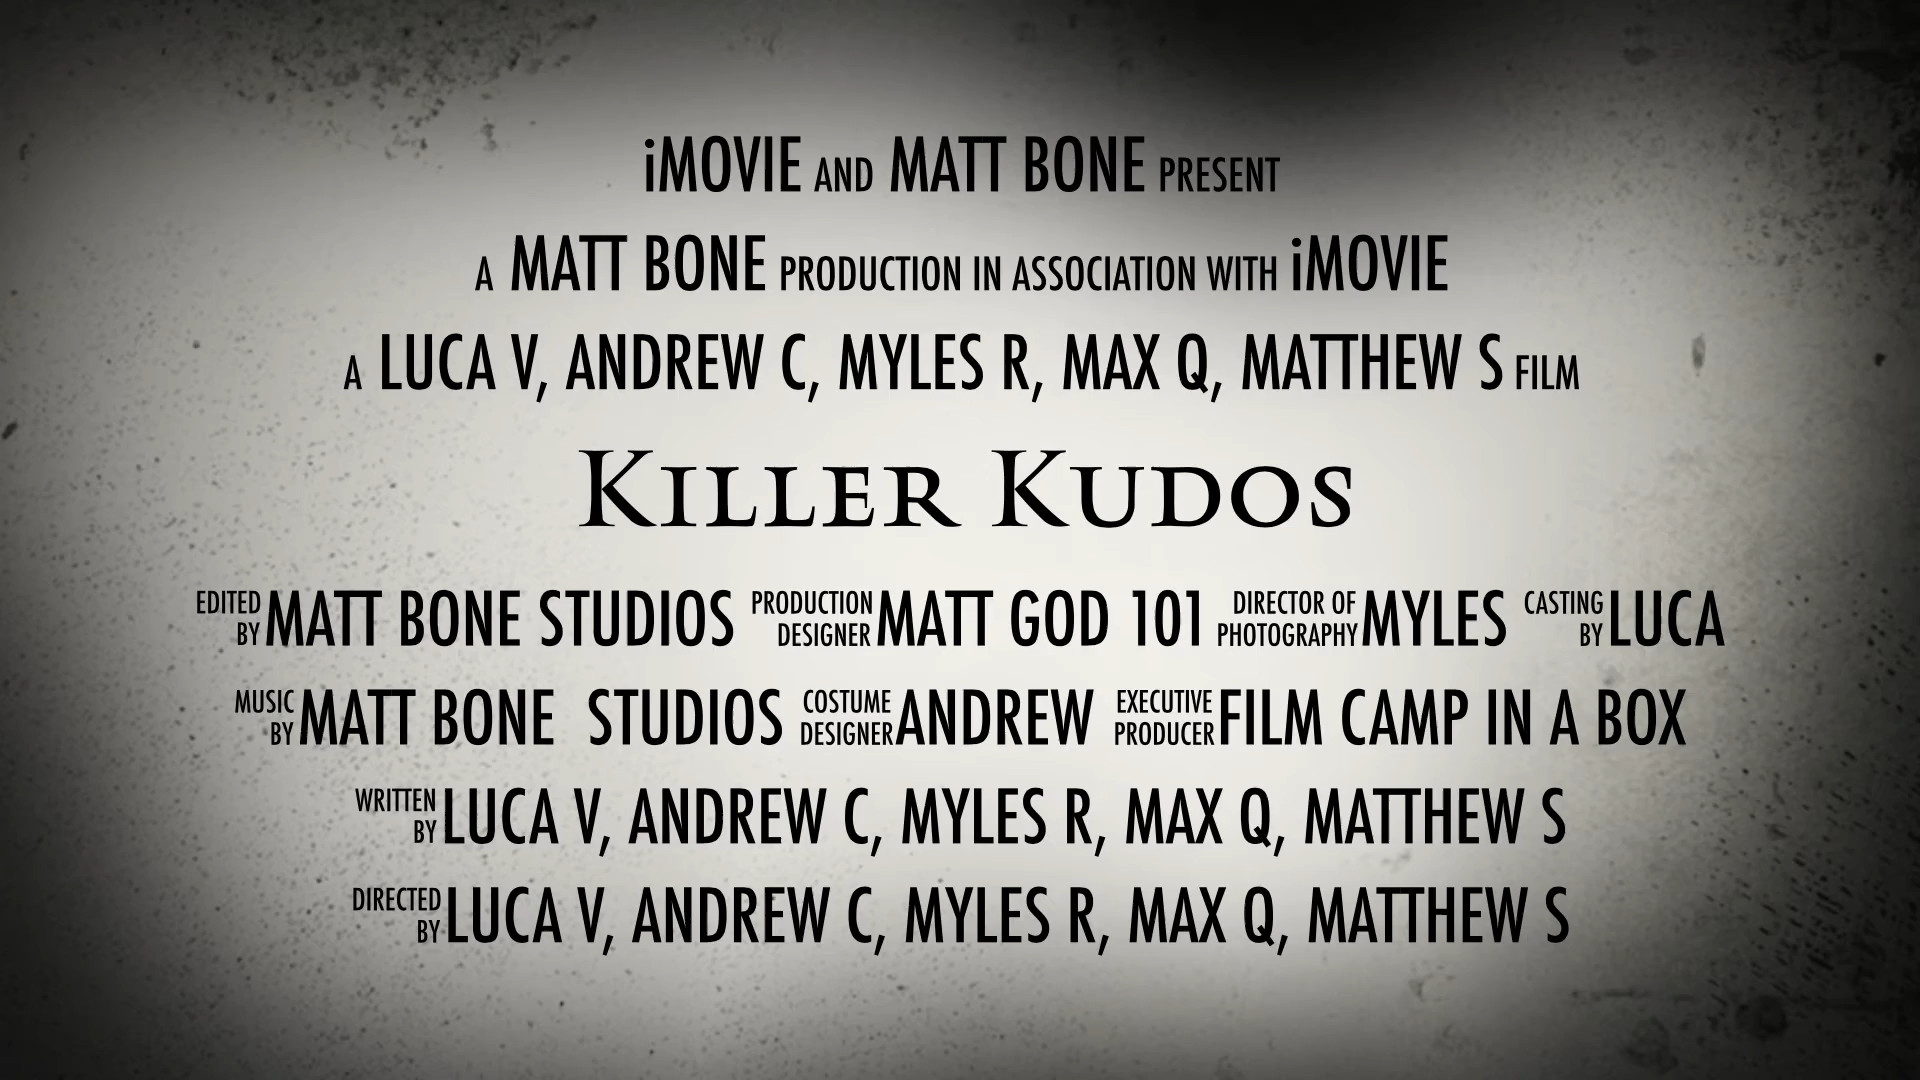 iMOVIE AND MATT BONE PRESENT
A MATT BONE PRODUCTION IN ASSOCIATION WITH iMOVIE
A LUCA V, ANDREW C, MYLES R, MAX Q, MATTHEW S FILM
KILLER KUDOS
EDITED BY MATT BONE STUDIOS PRODUCTION DESIGNER MATT GOD 101 DIRECTOR OF PHOTOGRAPHY MYLES CASTING BY LUCA
MUSIC BY MATT BONE STUDIOS COSTUME DESIGNER ANDREW EXECUTIVE PRODUCER FILM CAMP IN A BOX
WRITTEN BY LUCA V, ANDREW C, MYLES R, MAX Q, MATTHEW S
DIRECTED BY LUCA V, ANDREW C, MYLES R, MAX Q, MATTHEW S